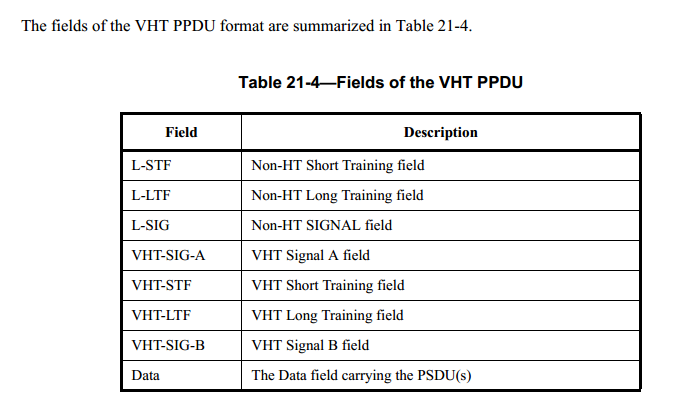 The fields of the VHT PPDU format are summarized in Table 21-4.
Table 21-4—Fields of the VHT PPDU
Field Description
L-STF Non-HT Short Training field
L-LTF Non-HT Long Training field
L-SIG Non-HT SIGNAL field
VHT-SIG-A VHT Signal A field
VHT-STF VHT Short Training field
VHT-LTF VHT Long Training field
VHT-SIG-B VHT Signal B field
Data The Data field carrying the PSDU(s)